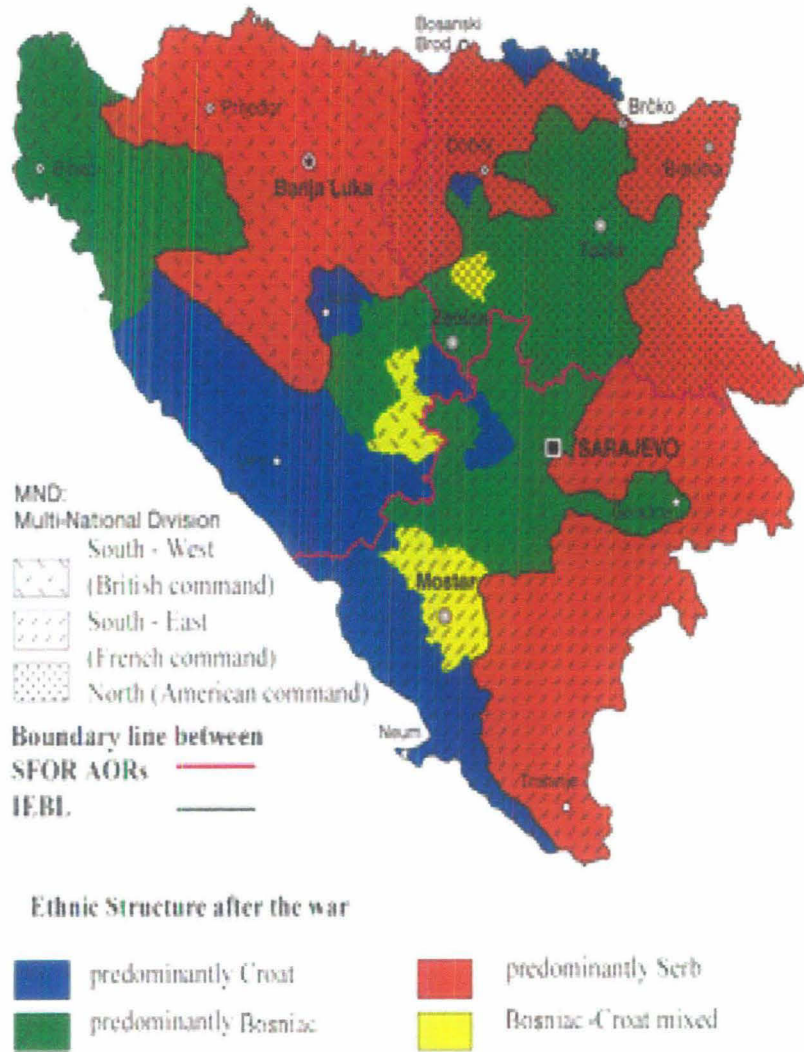 Bosanski
Brod
Brčko
Prijedor
Doboj
Banja Luka
Tuzla
Zenica
SARAJEVO
MND:
Multi-National Division
South - West
(British command)
South - East
(French command)
North (American command)
Mostar
Boundary line between
SFOR AORs
IEBL
Neum
Trebinje
Ethnic Structure after the war
predominantly Croat
predominantly Serb
predominantly Bosniac
Bosniac -Croat mixed